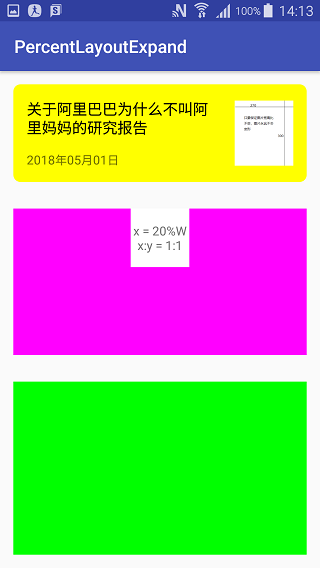 100% 14:13
PercentLayoutExpand
关于阿里巴巴为什么不叫阿
里妈妈的研究报告
2018年05月01日
270
500
x = 20%W
x:y = 1:1